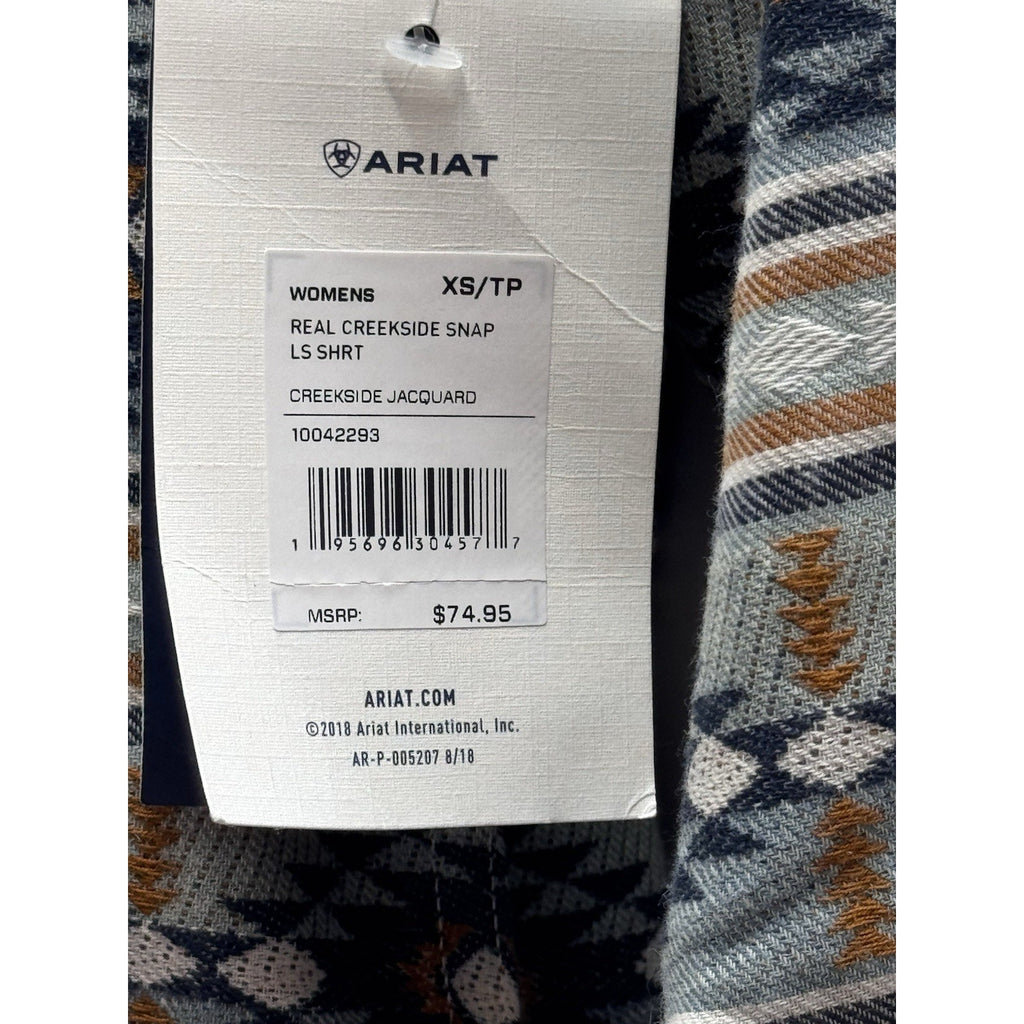 ARIAT
WOMENS XS/TP
REAL CREEKSIDE SNAP
LS SHRT
CREEKSIDE JACQUARD
10042293
1 95696 30457 7
MSRP: $74.95
ARIAT.COM
©2018 Ariat International, Inc.
AR-P-005207 8/18